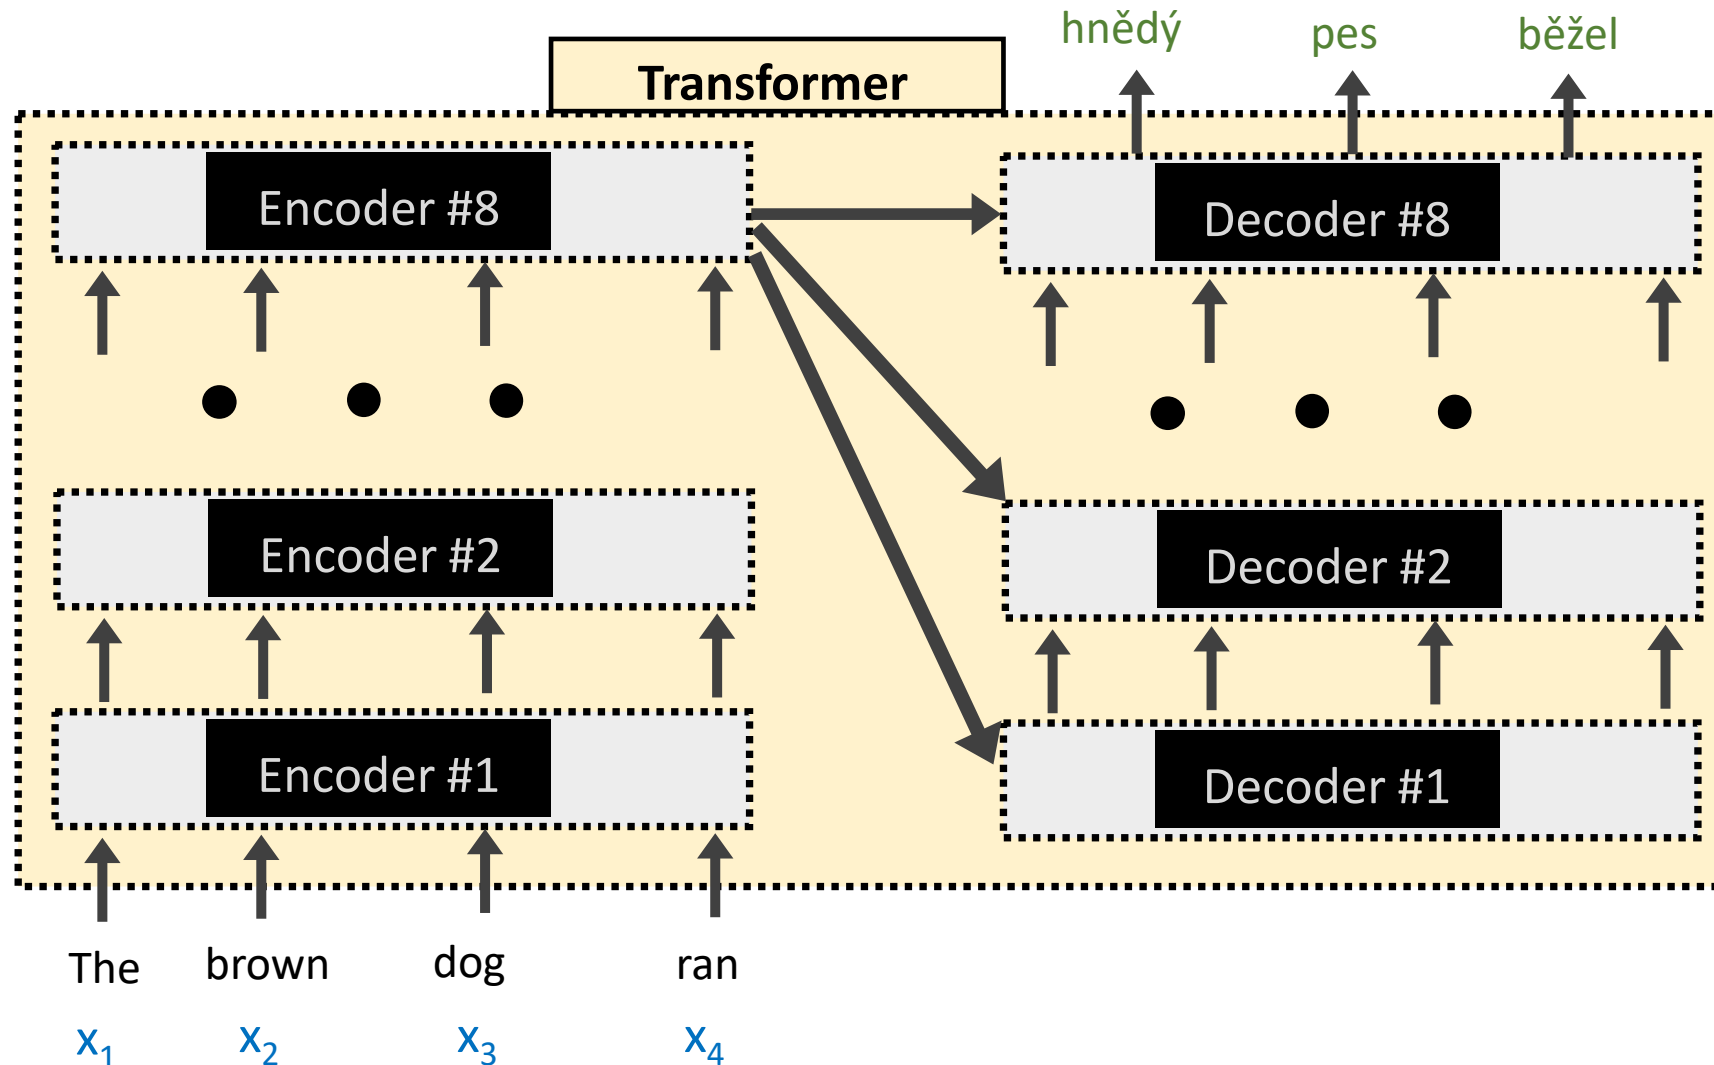 hnědý pes běžel
Transformer
Encoder #8
Decoder #8
Encoder #2
Decoder #2
Encoder #1
Decoder #1
The brown dog ran
x₁ x₂ x₃ x₄